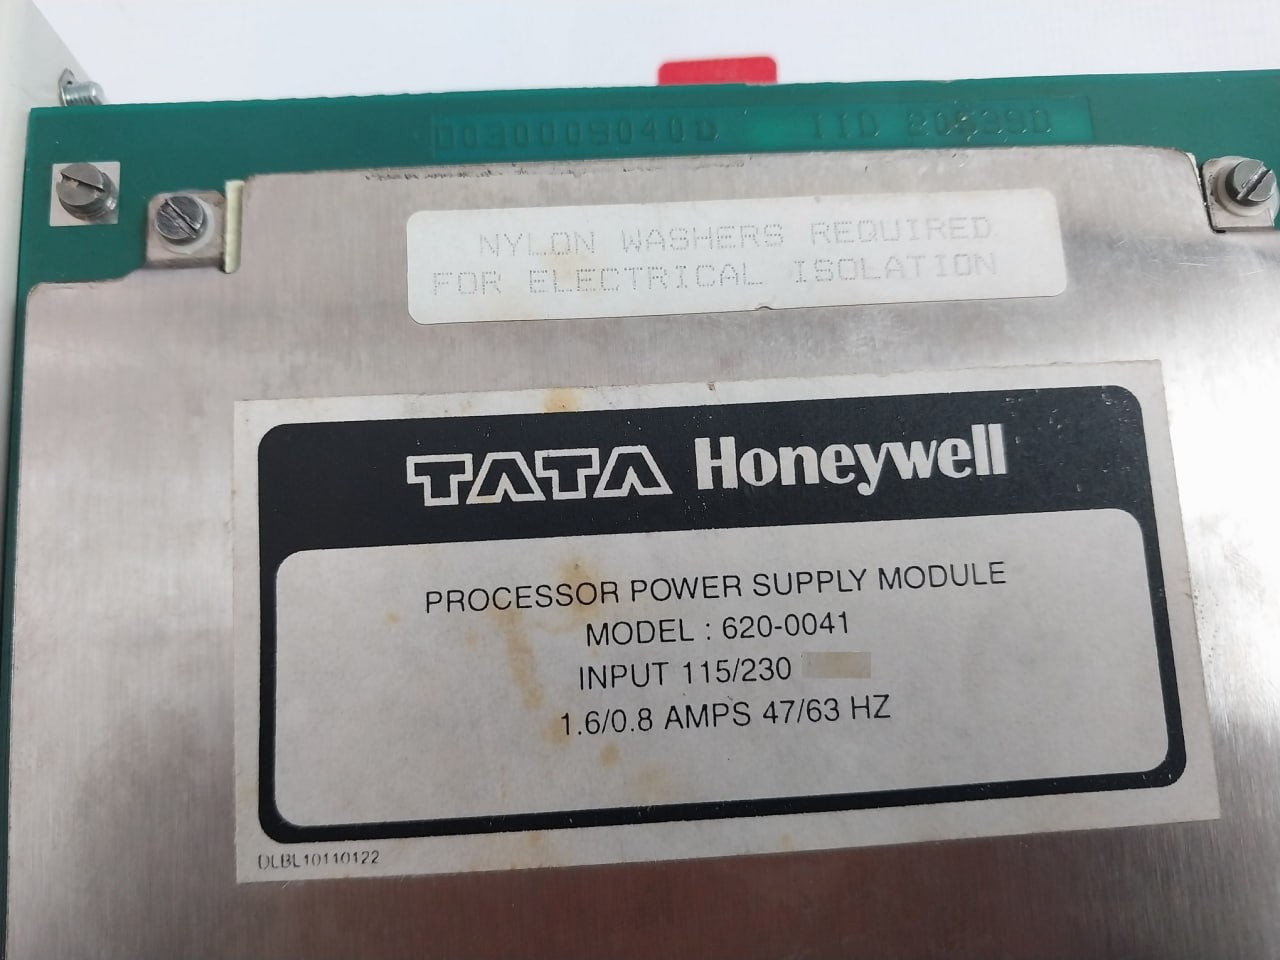 NYLON WASHERS REQUIRED
FOR ELECTRICAL ISOLATION
TATA Honeywell
PROCESSOR POWER SUPPLY MODULE
MODEL : 620-0041
INPUT 115/230
1.6/0.8 AMPS 47/63 HZ
DLBL10110122